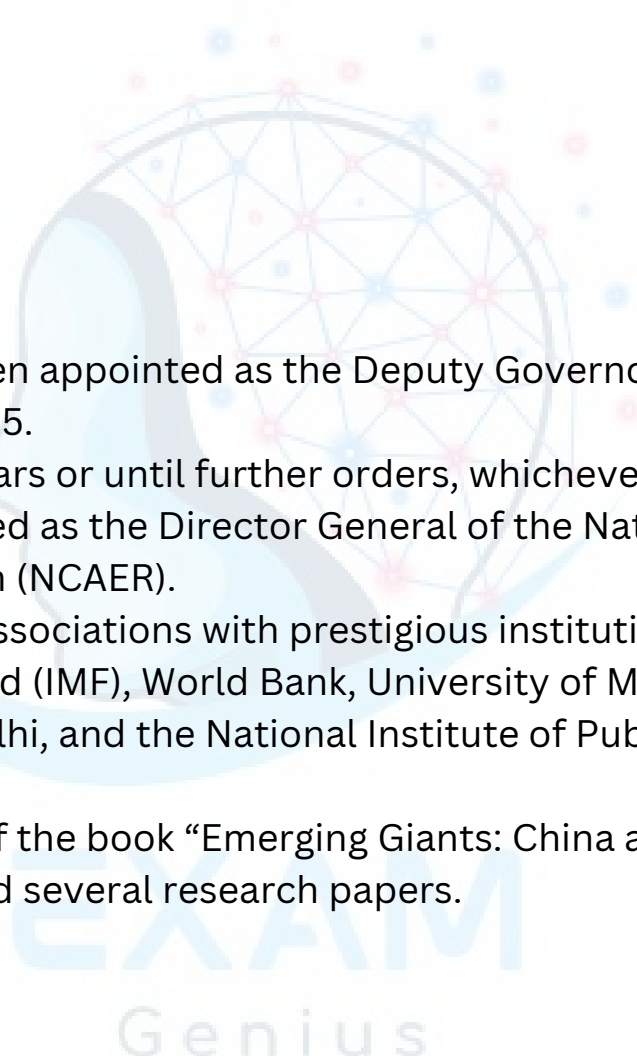 en appointed as the Deputy Governo
5.
ars or until further orders, whicheve
ed as the Director General of the Nat
n (NCAER).
ssociations with prestigious instituti
d (IMF), World Bank, University of M
lhi, and the National Institute of Pub
f the book “Emerging Giants: China a
d several research papers.
EXAM
Genius